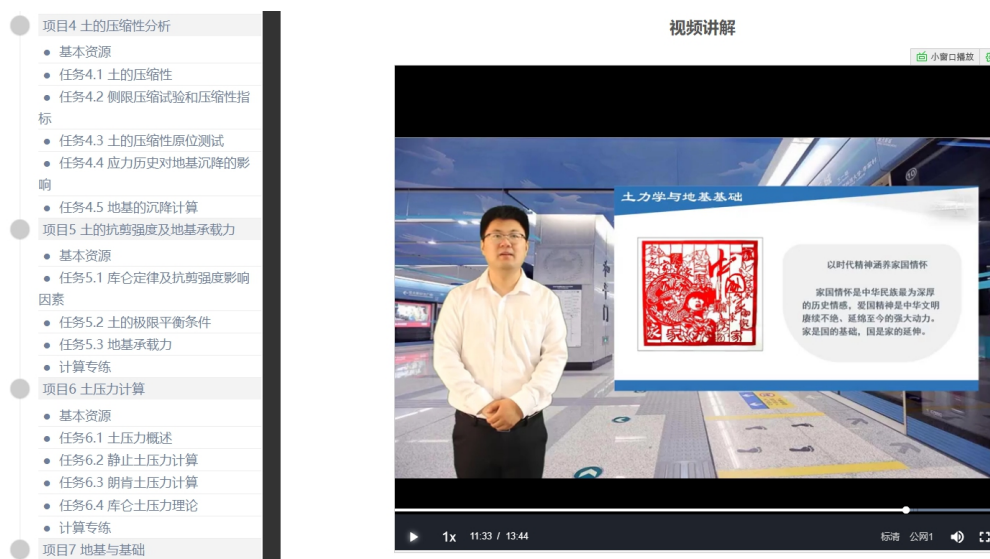 项目4 土的压缩性分析
基本资源
任务4.1 土的压缩性
任务4.2 侧限压缩试验和压缩性指
标
任务4.3 土的压缩性原位测试
任务4.4 应力历史对地基沉降的影
响
任务4.5 地基的沉降计算
项目5 土的抗剪强度及地基承载力
基本资源
任务5.1 库仑定律及抗剪强度影响
因素
任务5.2 土的极限平衡条件
任务5.3 地基承载力
计算专练
项目6 土压力计算
基本资源
任务6.1 土压力概述
任务6.2 静止土压力计算
任务6.3 朗肯土压力计算
任务6.4 库仑土压力理论
计算专练
项目7 地基与基础
视频讲解
小窗口播放
土力学与地基基础
以时代精神涵养家国情怀
家国情怀是中华民族最为深厚
的历史情感，爱国精神是中华文明
赓续不绝、延绵至今的强大动力。
家是国的基础，国是家的延伸。
1x 11:33 / 13:44
标清 公网1